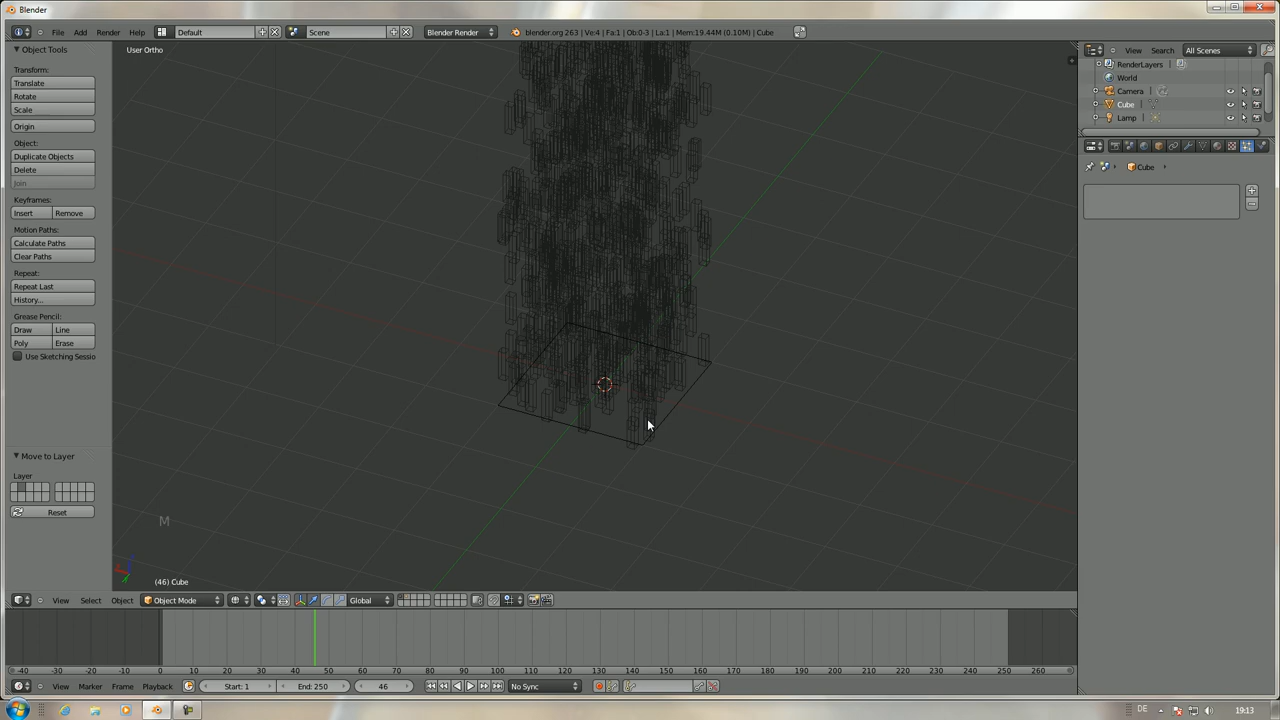 Blender
File Add Render Help Default Scene Blender Render blender.org 263 | Ve:4 | Fa:1 | Ob:0-3 | La:1 | Mem:19.44M (0.10M) | Cube
Object Tools
User Ortho
View Search All Scenes
RenderLayers
World
Camera
Cube
Lamp
Transform:
Translate
Rotate
Scale
Origin
Object:
Duplicate Objects
Delete
Join
Cube
Keyframes:
Insert Remove
Motion Paths:
Calculate Paths
Clear Paths
Repeat:
Repeat Last
History...
Grease Pencil:
Draw Line
Poly Erase
Use Sketching Sessio
Move to Layer
Layer
Reset
M
(46) Cube
View Select Object Object Mode Global
-40 -30 -20 -10 0 10 20 30 40 50 60 70 80 90 100 110 120 130 140 150 160 170 180 190 200 210 220 230 240 250 260
View Marker Frame Playback Start: 1 End: 250 46 No Sync
DE 19:13